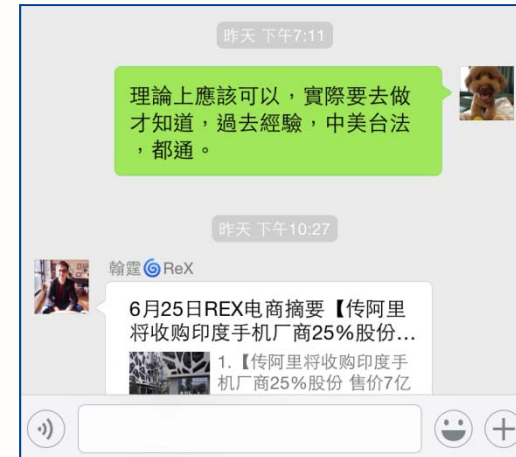 昨天 下午7:11
理論上應該可以，實際要去做
才知道，過去經驗，中美台法
，都通。
昨天 下午10:27
翰霆🌀ReX
6月25日REX电商摘要【传阿里
将收购印度手机厂商25%股份...
1.【传阿里将收购印度手
机厂商25%股份 售价7亿